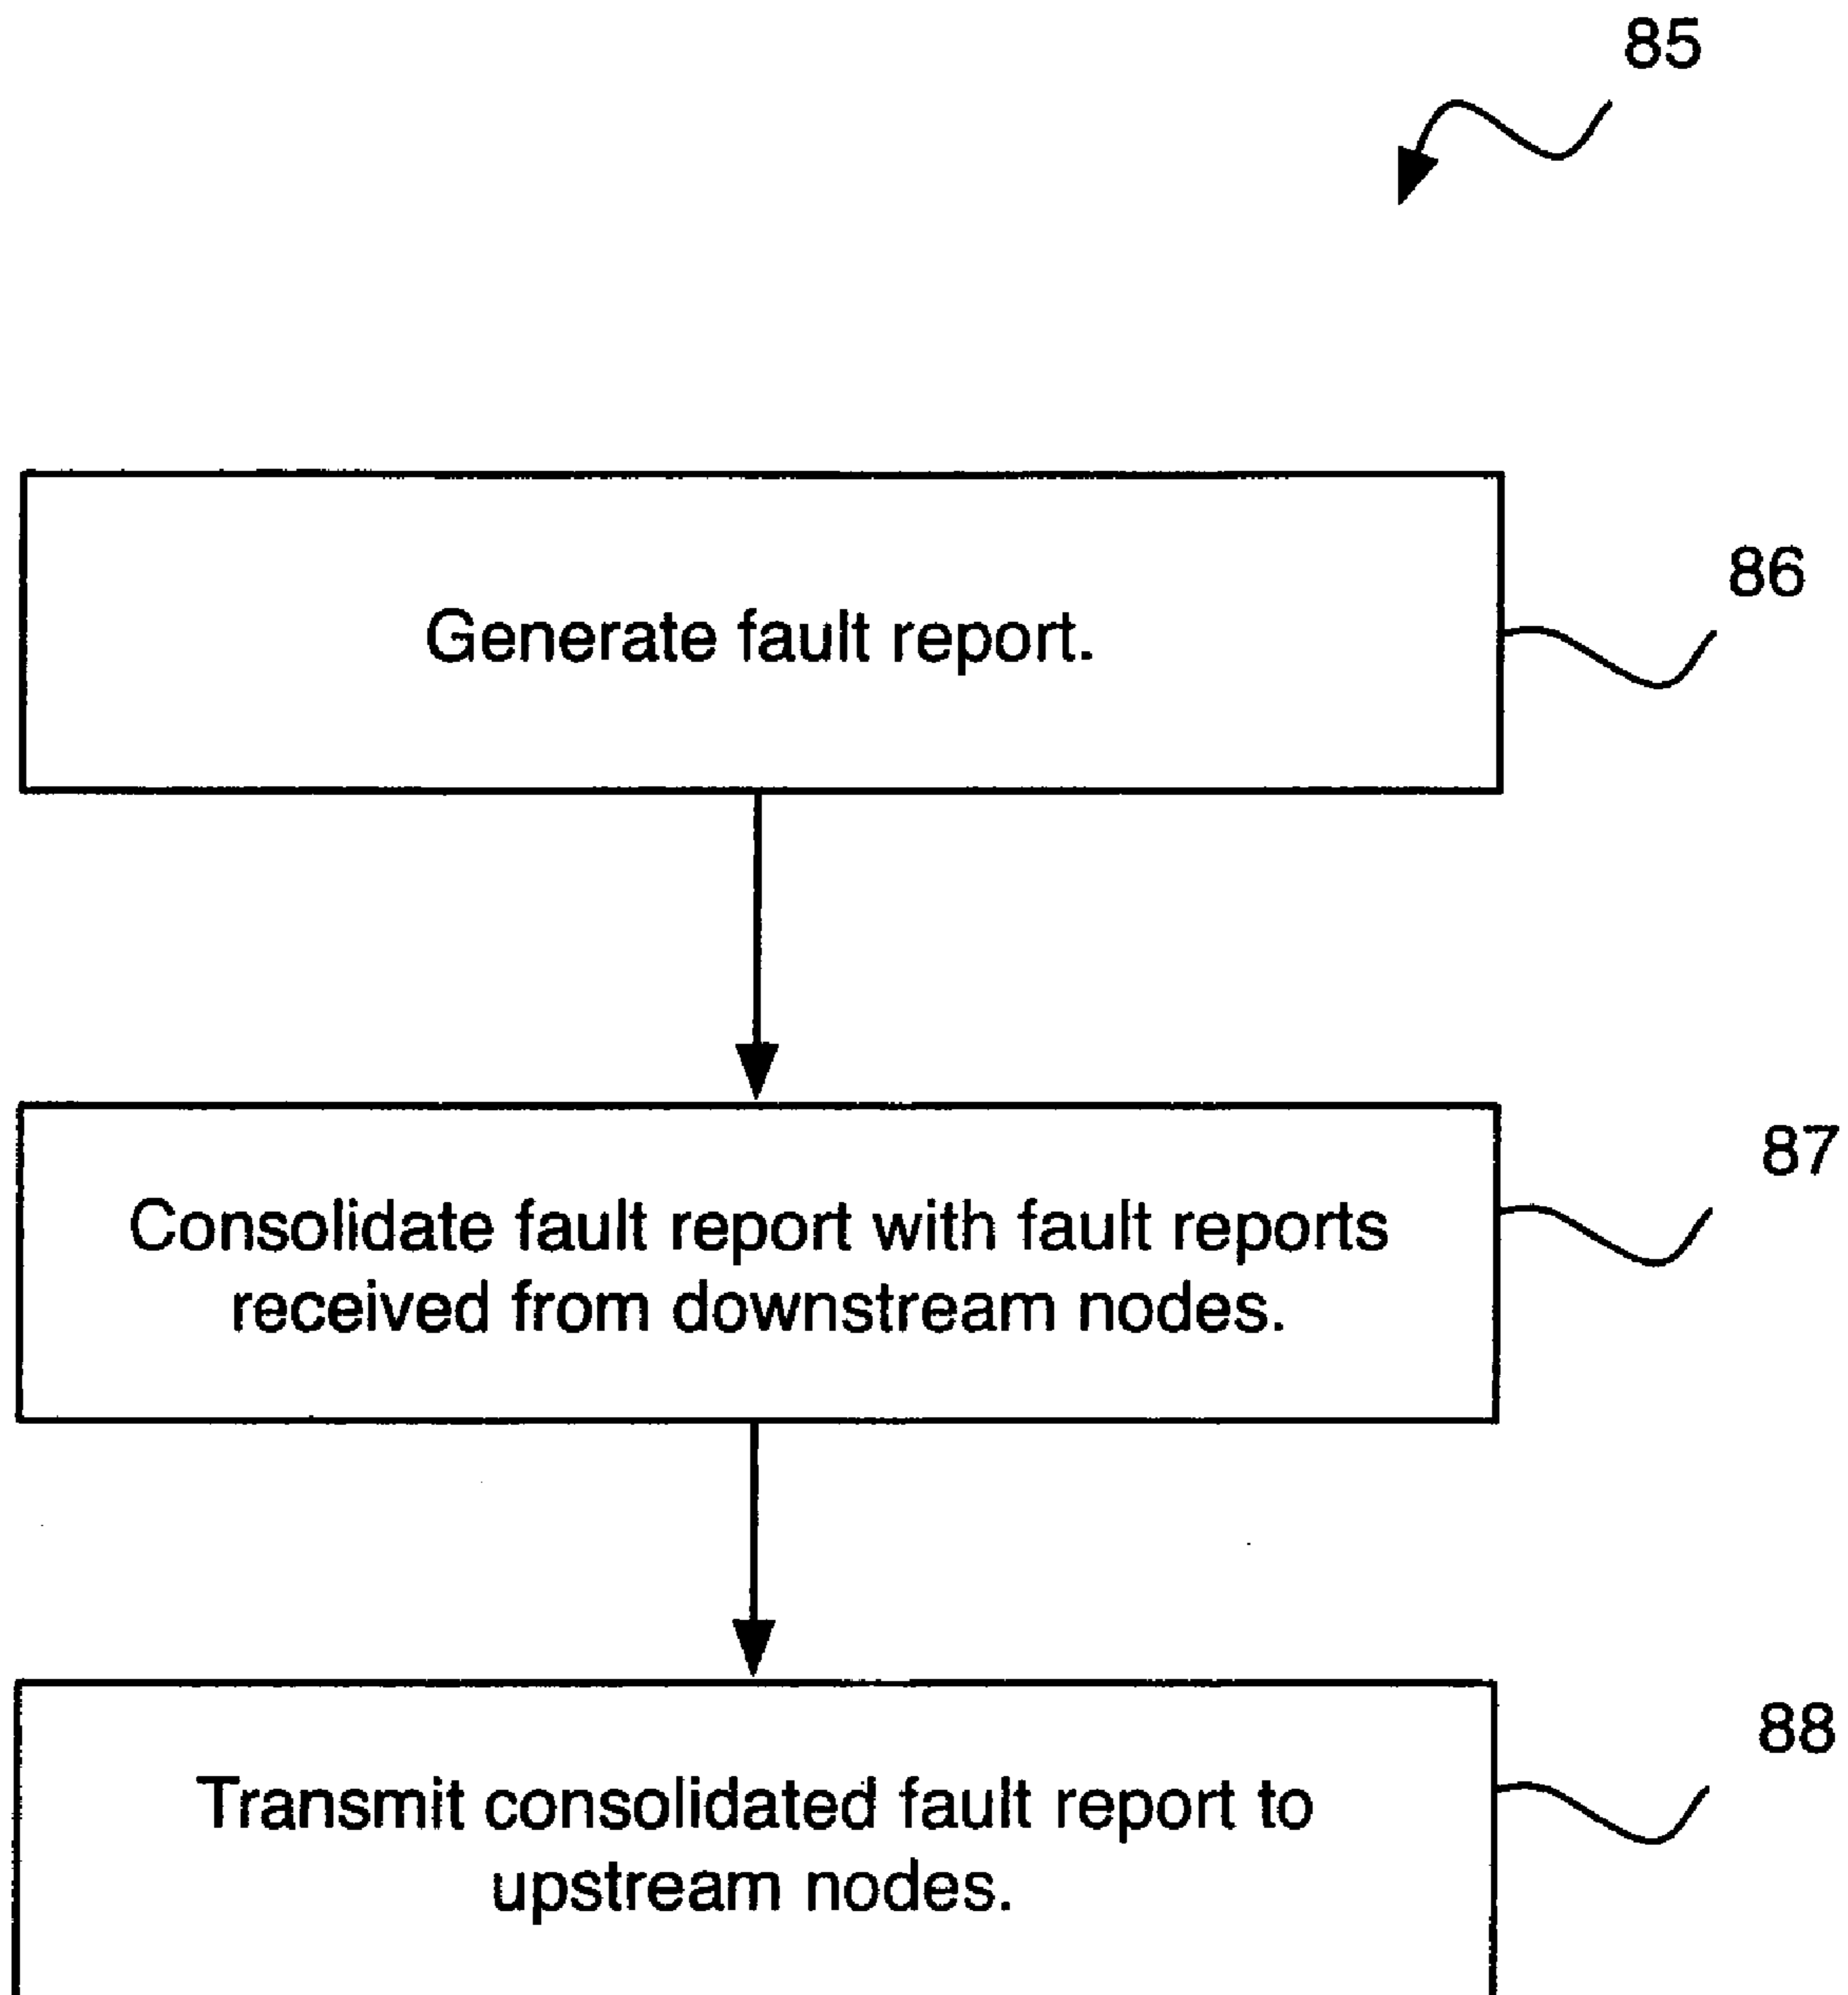 85
86
Generate fault report.
87
Consolidate fault report with fault reports
received from downstream nodes.
88
Transmit consolidated fault report to
upstream nodes.